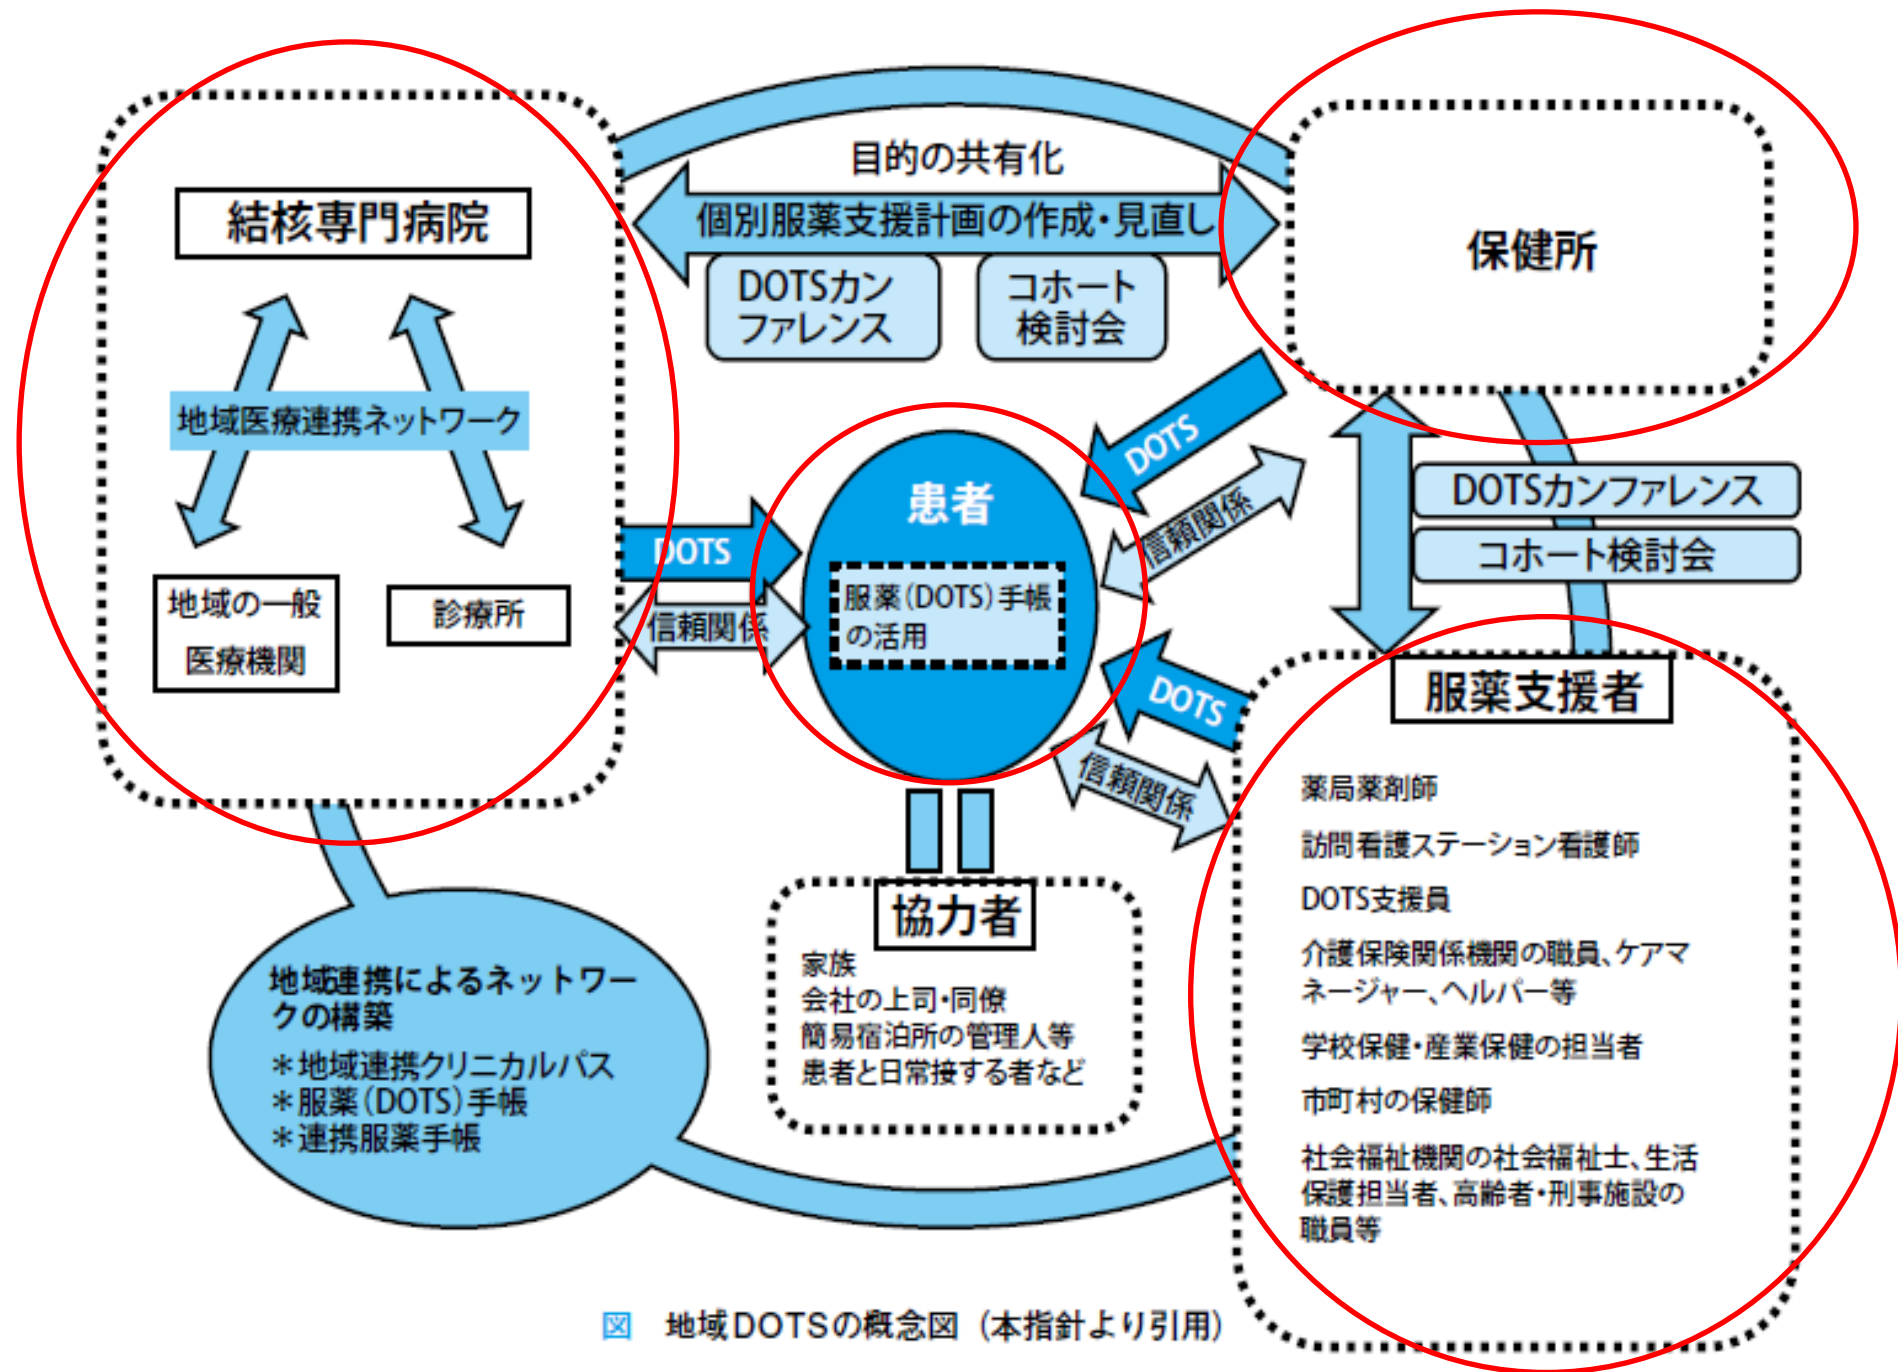 目的の共有化
個別服薬支援計画の作成・見直し
DOTSカン
ファレンス
コホート
検討会
結核専門病院
地域医療連携ネットワーク
地域の一般
医療機関
診療所
保健所
DOTS
信頼関係
DOTSカンファレンス
コホート検討会
患者
服薬(DOTS)手帳
の活用
DOTS
信頼関係
DOTS
信頼関係
服薬支援者
薬局薬剤師
訪問看護ステーション看護師
DOTS支援員
介護保険関係機関の職員、ケアマ
ネージャー、ヘルパー等
学校保健・産業保健の担当者
市町村の保健師
社会福祉機関の社会福祉士、生活
保護担当者、高齢者・刑事施設の
職員等
協力者
家族
会社の上司・同僚
簡易宿泊所の管理人等
患者と日常接する者など
地域連携によるネットワー
クの構築
＊地域連携クリニカルパス
＊服薬(DOTS)手帳
＊連携服薬手帳
図 地域DOTSの概念図 (本指針より引用)